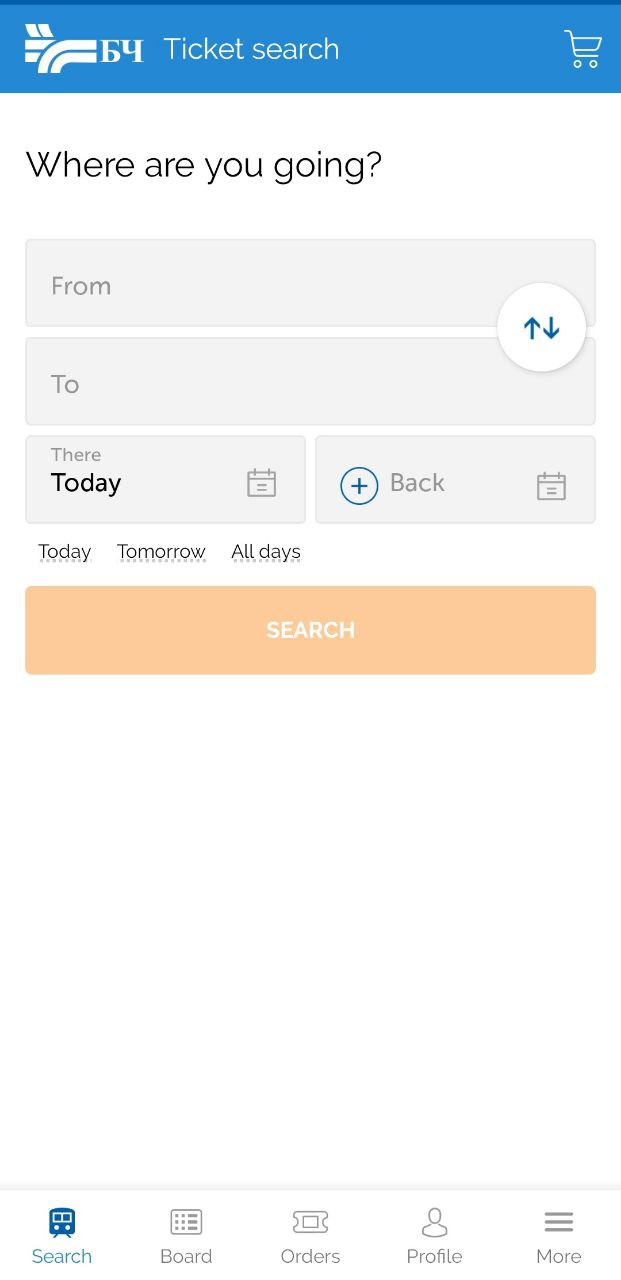 БЧ Ticket search
Where are you going?
From
To
There
Today
Back
Today Tomorrow All days
SEARCH
Search Board Orders Profile More